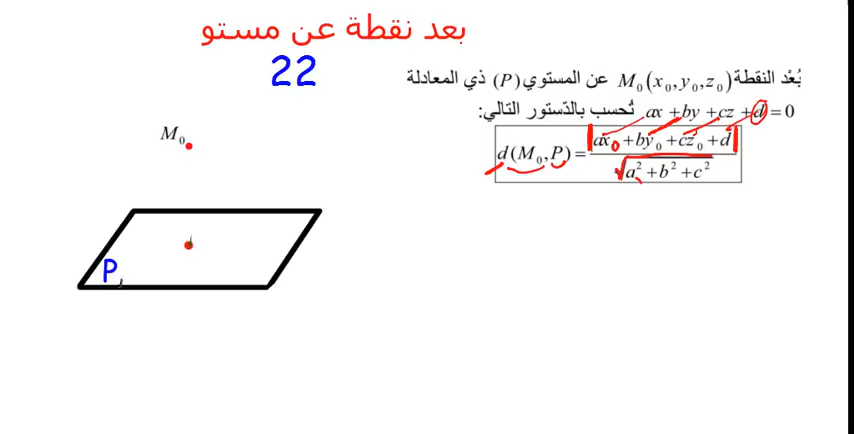 بعد نقطة عن مستو
22
بُعْد النقطة M₀(x₀,y₀,z₀) عن المستوي (P) ذي المعادلة
ax + by + cz + d = 0 تُحسب بالدّستور التالي:
d(M₀,P) = |ax₀ + by₀ + cz₀ + d| / √(a² + b² + c²)
M₀
P